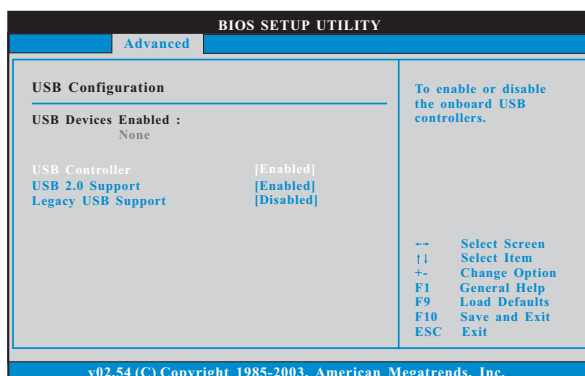 BIOS SETUP UTILITY
Advanced
USB Configuration
USB Devices Enabled :
None
USB Controller [Enabled]
USB 2.0 Support [Enabled]
Legacy USB Support [Disabled]
To enable or disable
the onboard USB
controllers.
←→ Select Screen
↑↓ Select Item
+- Change Option
F1 General Help
F9 Load Defaults
F10 Save and Exit
ESC Exit
v02.54 (C) Copyright 1985-2003, American Megatrends, Inc.